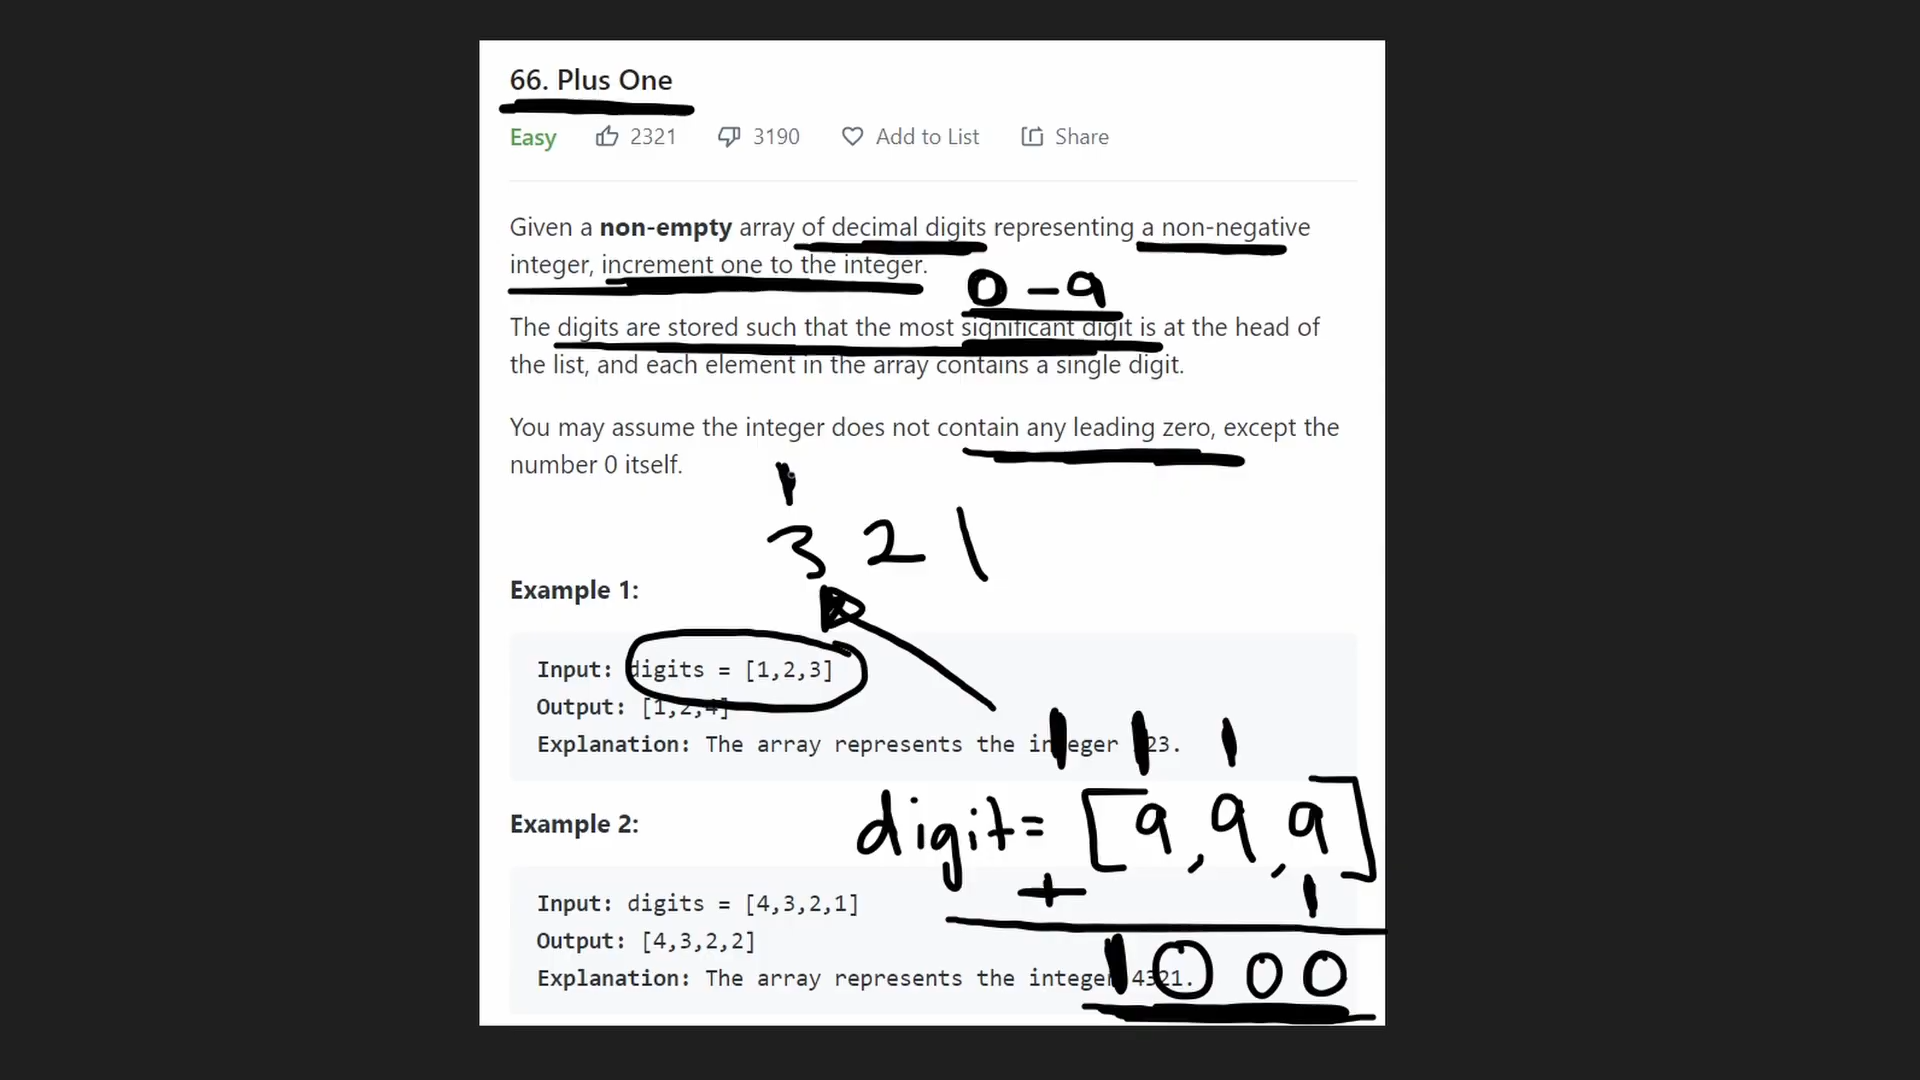 66. Plus One
Easy 2321 3190 Add to List Share
Given a non-empty array of decimal digits representing a non-negative
integer, increment one to the integer.
0 - 9
The digits are stored such that the most significant digit is at the head of
the list, and each element in the array contains a single digit.
You may assume the integer does not contain any leading zero, except the
number 0 itself.
1
3 2 1
Example 1:
Input: digits = [1,2,3]
Output: [1,2,4]
Explanation: The array represents the integer 123.
1 1 1
digit = [9, 9, 9]
+ 1
1000
Example 2:
Input: digits = [4,3,2,1]
Output: [4,3,2,2]
Explanation: The array represents the integer 4321.